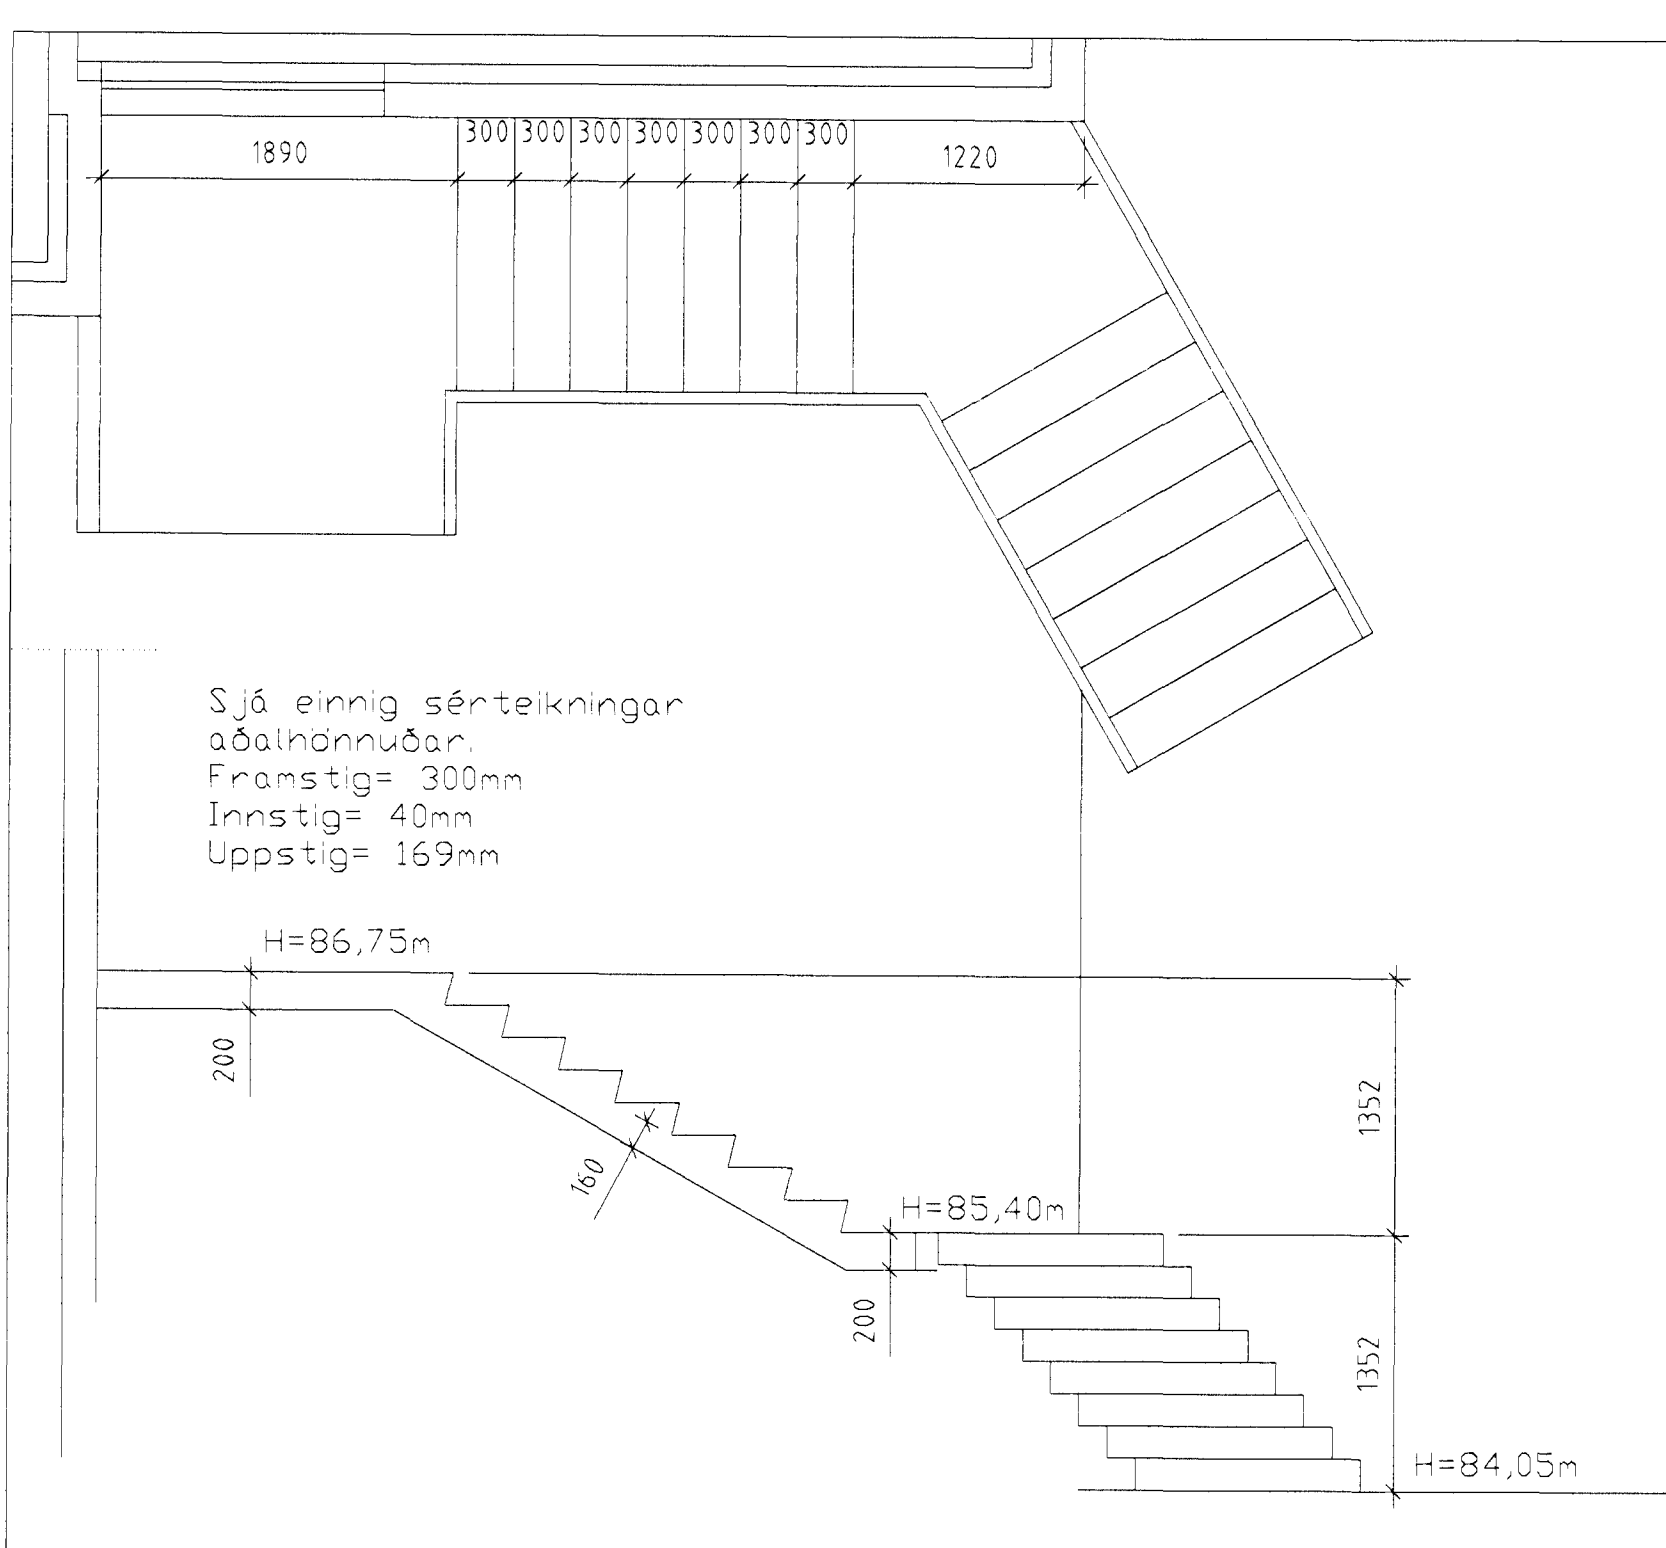 300 300 300 300 300 300 300
1890
1220
Sjá einnig sérteikningar
aðalhönnuðar.
Framstig= 300mm
Innstig= 40mm
Uppstig= 169mm
H=86,75m
200
1352
160
H=85,40m
200
1352
H=84,05m